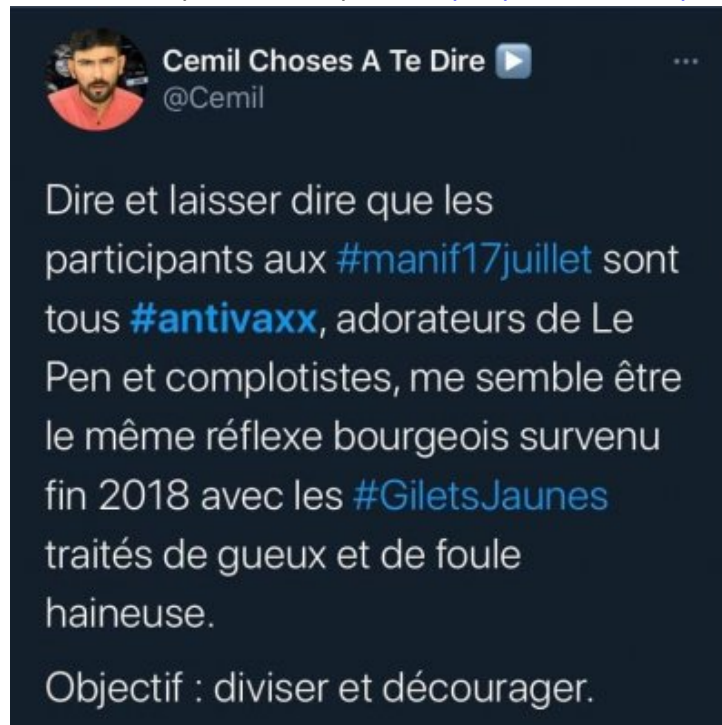 Cemil Choses A Te Dire ▶️
@Cemil
Dire et laisser dire que les
participants aux #manif17juillet sont
tous #antivaxx, adorateurs de Le
Pen et complotistes, me semble être
le même réflexe bourgeois survenu
fin 2018 avec les #GiletsJaunes
traités de gueux et de foule
haineuse.
Objectif : diviser et décourager.